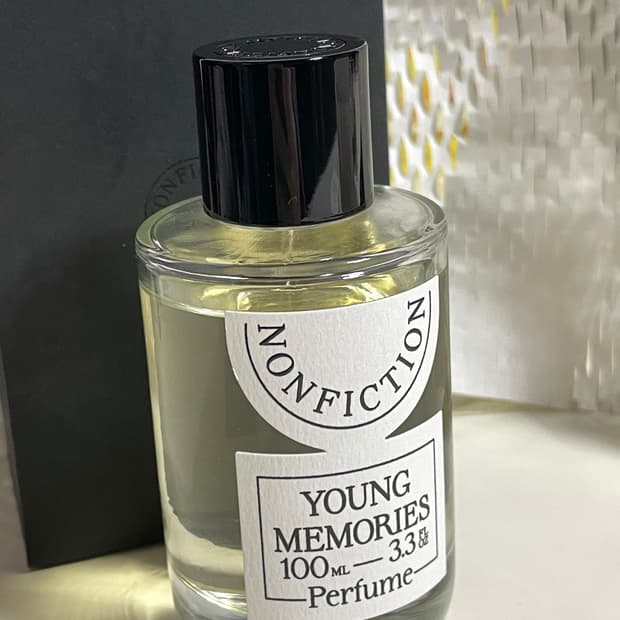 NONFICTION
YOUNG
MEMORIES
100ML — 3.3 FL OZ
Perfume